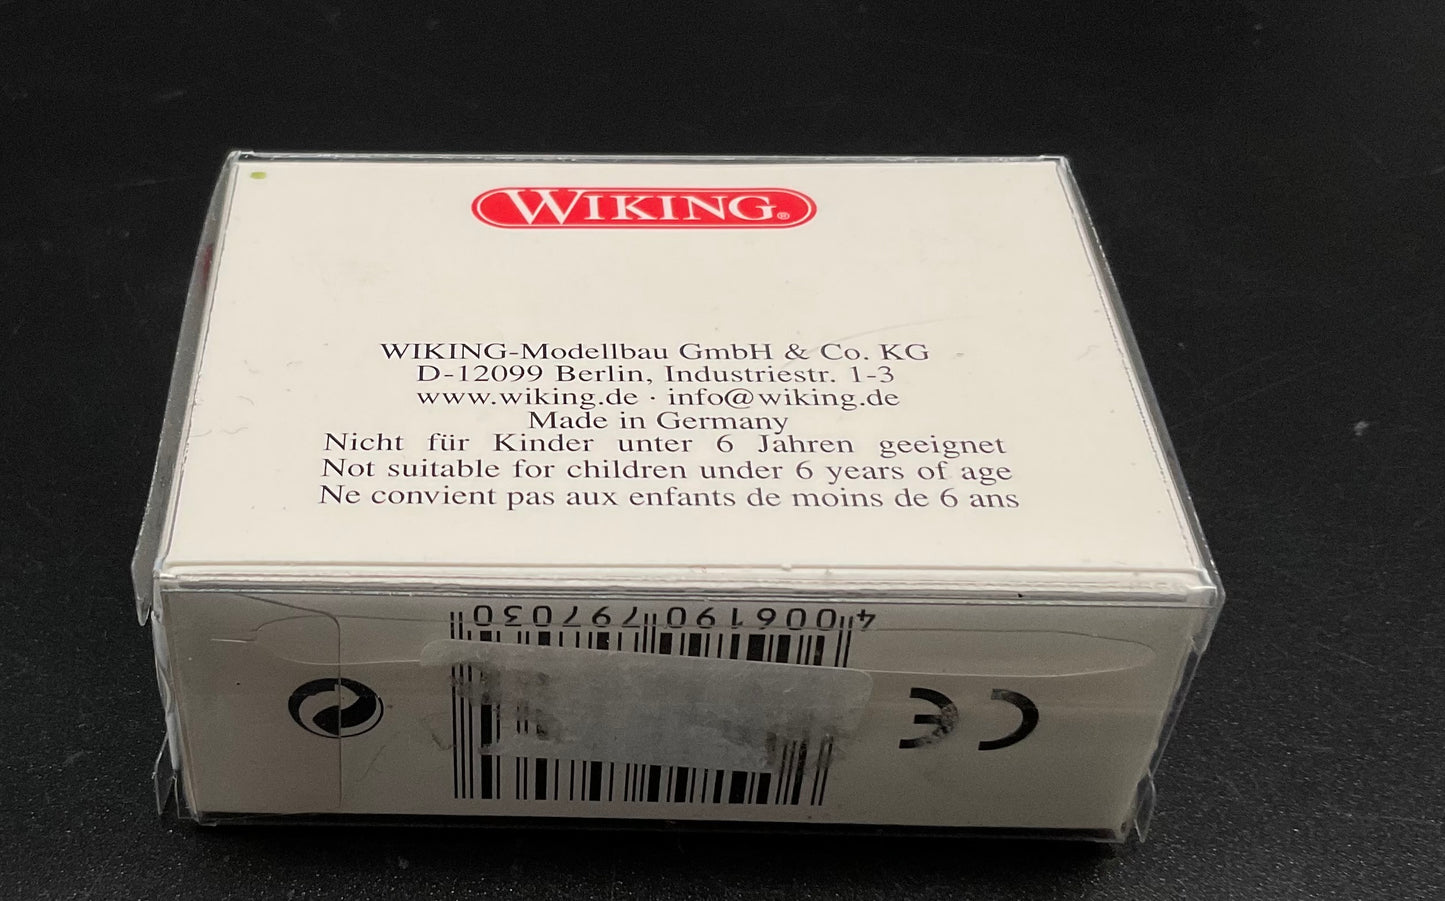 WIKING®
WIKING-Modellbau GmbH & Co. KG
D-12099 Berlin, Industriestr. 1-3
www.wiking.de · info@wiking.de
Made in Germany
Nicht für Kinder unter 6 Jahren geeignet
Not suitable for children under 6 years of age
Ne convient pas aux enfants de moins de 6 ans
4 006190 797030
CE